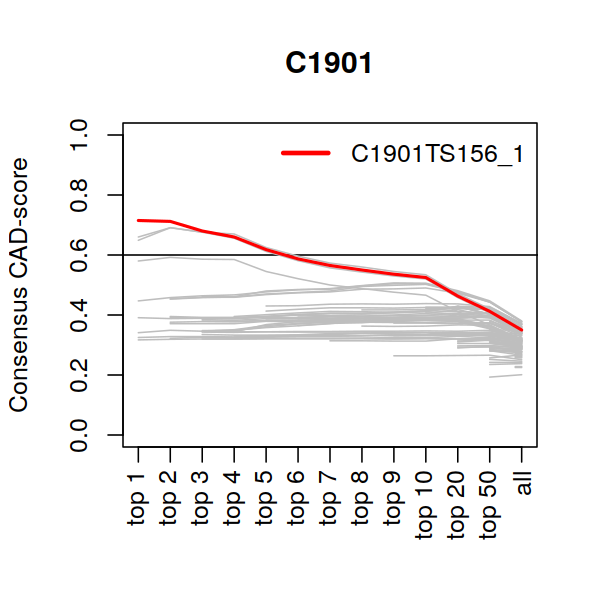 C1901
C1901TS156_1
Consensus CAD-score
1.0
0.8
0.6
0.4
0.2
0.0
top 1
top 2
top 3
top 4
top 5
top 6
top 7
top 8
top 9
top 10
top 20
top 50
all